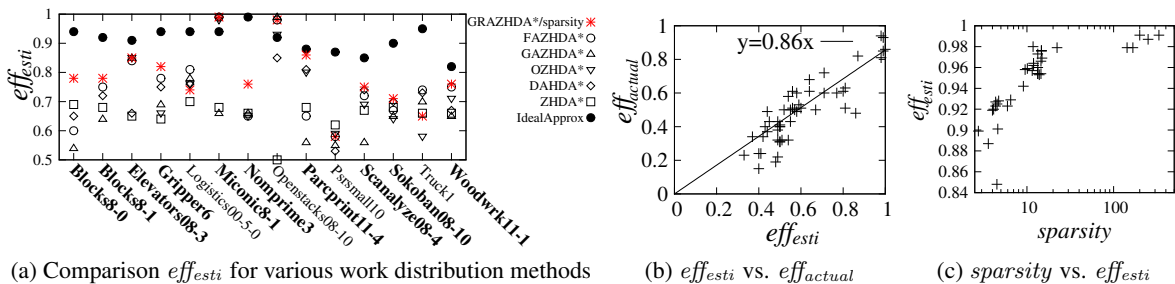 1
0.9
0.8
0.7
0.6
0.5
eff_esti
Blocks8-0
Blocks8-1
Elevators08-3
Gripper6
Logistics00-5-0
Miconic8-1
Nomprime3
Openstacks08-10
Parcprint11-4
Psrsmall10
Scanalyze08-4
Sokoban08-10
Truck1
Woodwrk11-1
GRAZHDA*/sparsity
FAZHDA*
GAZHDA*
OZHDA*
DAHDA*
ZHDA*
IdealApprox
(a) Comparison eff_esti for various work distribution methods
1
0.8
0.6
0.4
0.2
0
eff_actual
y=0.86x
0 0.2 0.4 0.6 0.8 1
eff_esti
(b) eff_esti vs. eff_actual
1
0.98
0.96
0.94
0.92
0.9
0.88
0.86
0.84
eff_esti
10 100
sparsity
(c) sparsity vs. eff_esti